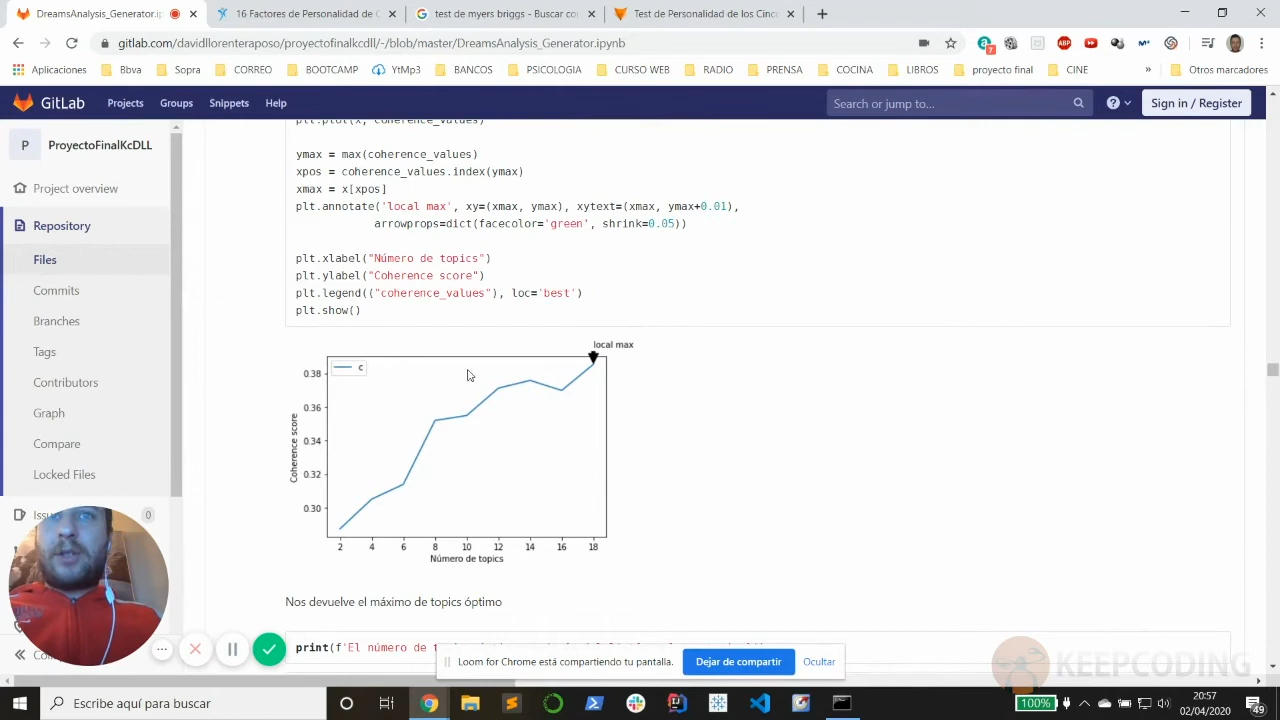 DreamsAnalysis_Generator.ip
16 Factores de Personalidad de C
test de myers briggs - Buscar co
Test de Personalidad de los Cinco
gitlab.com/davidllorenteraposo/proyectofinalkcdll/-/blob/master/DreamsAnalysis_Generator.ipynb
Aplicaciones Bbva Sopra CORREO BOOTCAMP YtMp3 BANCOS PSICOLOGIA CURSO WEB RADIO PRENSA COCINA LIBROS proyecto final CINE » Otros marcadores
GitLab Projects Groups Snippets Help Search or jump to... Sign in / Register
P ProyectoFinalKcDLL
Project overview
Repository
Files
Commits
Branches
Tags
Contributors
Graph
Compare
Locked Files
Issu 0
plt.plot(x, coherence_values)
ymax = max(coherence_values)
xpos = coherence_values.index(ymax)
xmax = x[xpos]
plt.annotate('local max', xy=(xmax, ymax), xytext=(xmax, ymax+0.01),
arrowprops=dict(facecolor='green', shrink=0.05))
plt.xlabel("Número de topics")
plt.ylabel("Coherence score")
plt.legend(("coherence_values"), loc='best')
plt.show()
local max
c
0.38
0.36
0.34
0.32
0.30
Coherence score
2 4 6 8 10 12 14 16 18
Número de topics
Nos devuelve el máximo de topics óptimo
print(f'El número de t
Loom for Chrome está compartiendo tu pantalla. Dejar de compartir Ocultar
KEEPCODING
Escribe aquí para buscar
100%
20:57
02/04/2020
49